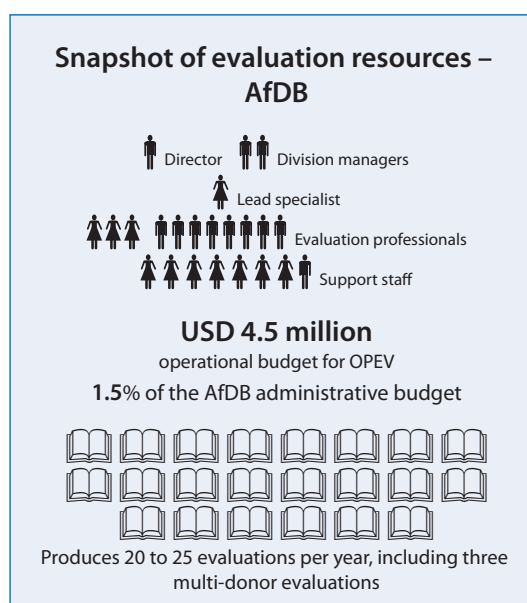 Snapshot of evaluation resources –
AfDB
Director Division managers
Lead specialist
Evaluation professionals
Support staff
USD 4.5 million
operational budget for OPEV
1.5% of the AfDB administrative budget
Produces 20 to 25 evaluations per year, including three
multi-donor evaluations